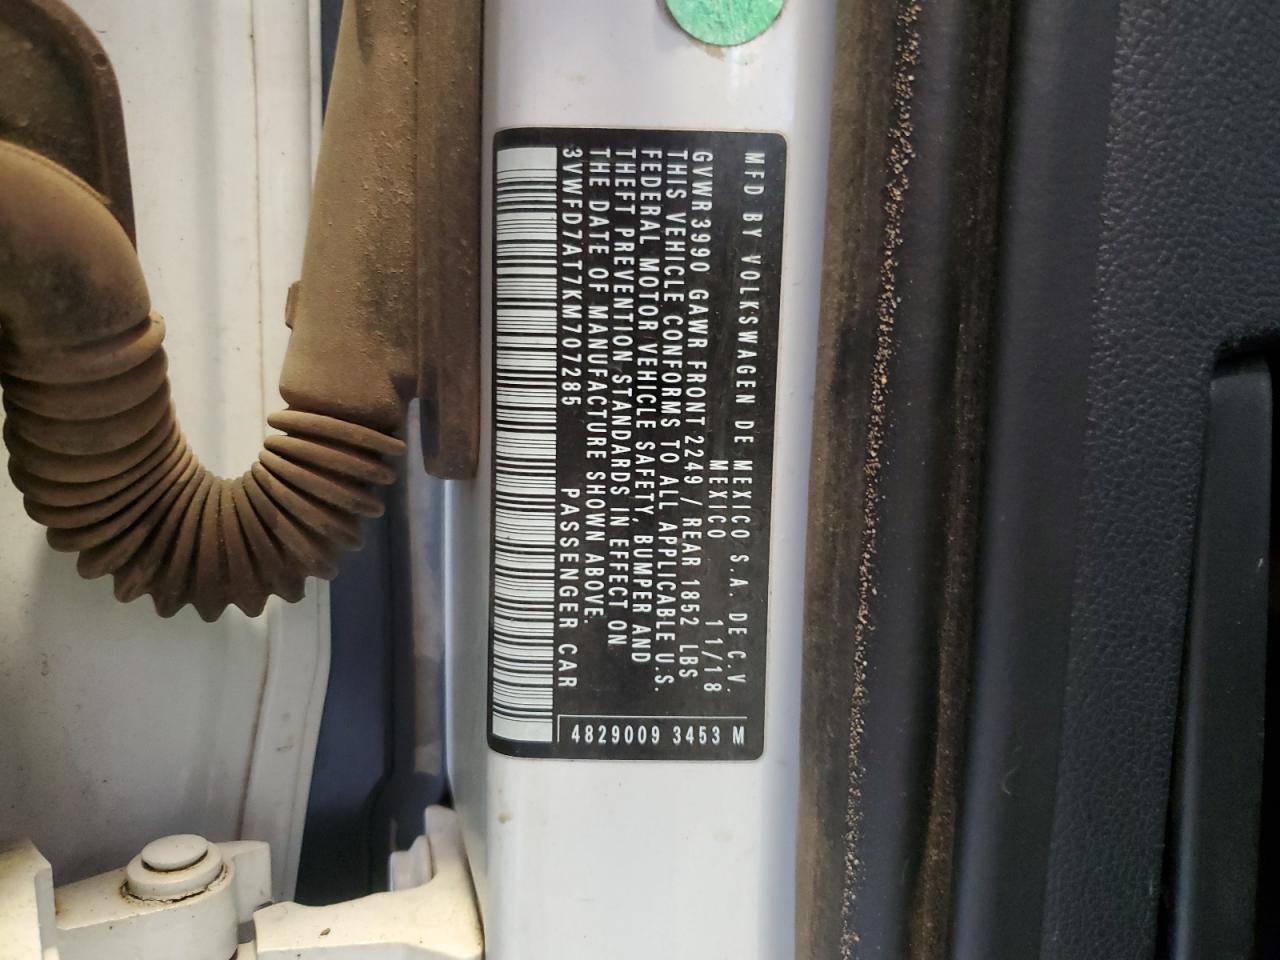 MFD BY VOLKSWAGEN DE MEXICO S.A. DE C.V.
MEXICO 11/18
GVWR 3990 GAWR FRONT 2249 / REAR 1852 LBS
THIS VEHICLE CONFORMS TO ALL APPLICABLE U.S.
FEDERAL MOTOR VEHICLE SAFETY, BUMPER AND
THEFT PREVENTION STANDARDS IN EFFECT ON
THE DATE OF MANUFACTURE SHOWN ABOVE.
3VWFD7AT7KM707285 PASSENGER CAR
4829009 3453 M